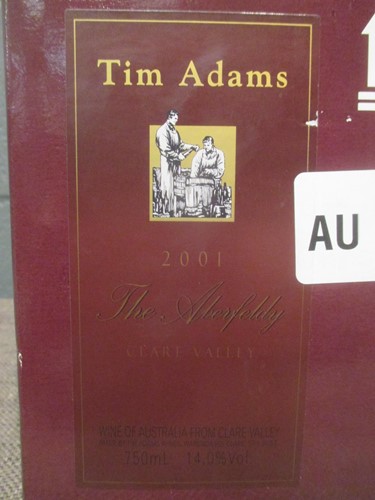 Tim Adams
2001
The Aberfeldy
CLARE VALLEY
WINE OF AUSTRALIA FROM CLARE VALLEY
750mL 14.0%Vol
AU